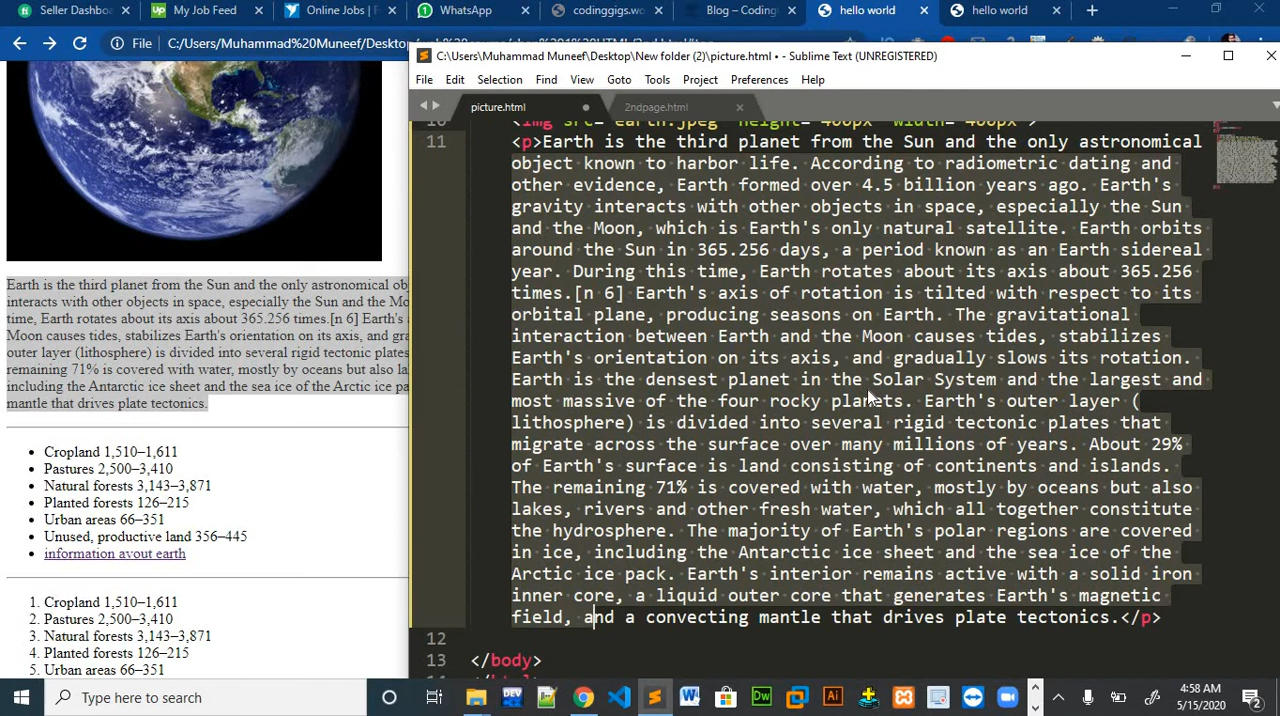 Seller Dashboard
My Job Feed
Online Jobs | F
WhatsApp
codinggigs.wo
Blog – Coding
hello world
hello world
File
C:/Users/Muhammad%20Muneef/Desktop
C:\Users\Muhammad Muneef\Desktop\New folder (2)\picture.html • - Sublime Text (UNREGISTERED)
File Edit Selection Find View Goto Tools Project Preferences Help
picture.html
2ndpage.html
10 <img src="earth.jpeg" height="400px" width="400px">
11 <p>Earth is the third planet from the Sun and the only astronomical
object known to harbor life. According to radiometric dating and
other evidence, Earth formed over 4.5 billion years ago. Earth's
gravity interacts with other objects in space, especially the Sun
and the Moon, which is Earth's only natural satellite. Earth orbits
around the Sun in 365.256 days, a period known as an Earth sidereal
year. During this time, Earth rotates about its axis about 365.256
times.[n 6] Earth's axis of rotation is tilted with respect to its
orbital plane, producing seasons on Earth. The gravitational
interaction between Earth and the Moon causes tides, stabilizes
Earth's orientation on its axis, and gradually slows its rotation.
Earth is the densest planet in the Solar System and the largest and
most massive of the four rocky planets. Earth's outer layer (
lithosphere) is divided into several rigid tectonic plates that
migrate across the surface over many millions of years. About 29%
of Earth's surface is land consisting of continents and islands.
The remaining 71% is covered with water, mostly by oceans but also
lakes, rivers and other fresh water, which all together constitute
the hydrosphere. The majority of Earth's polar regions are covered
in ice, including the Antarctic ice sheet and the sea ice of the
Arctic ice pack. Earth's interior remains active with a solid iron
inner core, a liquid outer core that generates Earth's magnetic
field, and a convecting mantle that drives plate tectonics.</p>
12
13 </body>
Earth is the third planet from the Sun and the only astronomical ob
interacts with other objects in space, especially the Sun and the Mo
time, Earth rotates about its axis about 365.256 times.[n 6] Earth's a
Moon causes tides, stabilizes Earth's orientation on its axis, and gra
outer layer (lithosphere) is divided into several rigid tectonic plates
remaining 71% is covered with water, mostly by oceans but also la
including the Antarctic ice sheet and the sea ice of the Arctic ice pa
mantle that drives plate tectonics.
• Cropland 1,510–1,611
• Pastures 2,500–3,410
• Natural forests 3,143–3,871
• Planted forests 126–215
• Urban areas 66–351
• Unused, productive land 356–445
• information avout earth
1. Cropland 1,510–1,611
2. Pastures 2,500–3,410
3. Natural forests 3,143–3,871
4. Planted forests 126–215
5. Urban areas 66–351
Type here to search
4:58 AM
5/15/2020